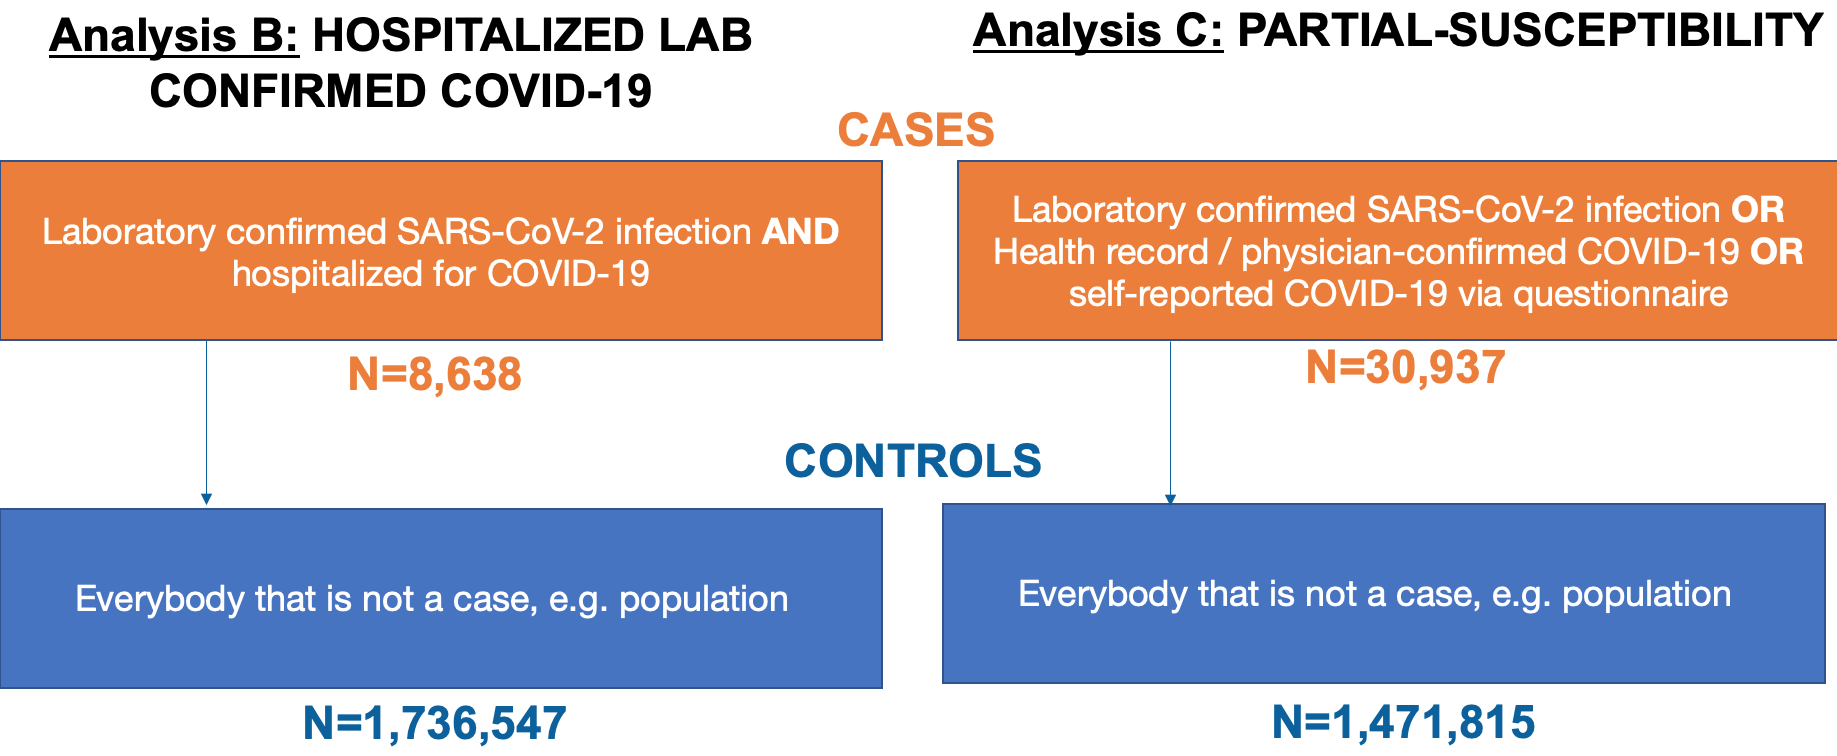 Analysis B: HOSPITALIZED LAB
CONFIRMED COVID-19
Analysis C: PARTIAL-SUSCEPTIBILITY
CASES
Laboratory confirmed SARS-CoV-2 infection AND
hospitalized for COVID-19
N=8,638
Laboratory confirmed SARS-CoV-2 infection OR
Health record / physician-confirmed COVID-19 OR
self-reported COVID-19 via questionnaire
N=30,937
CONTROLS
Everybody that is not a case, e.g. population
N=1,736,547
Everybody that is not a case, e.g. population
N=1,471,815